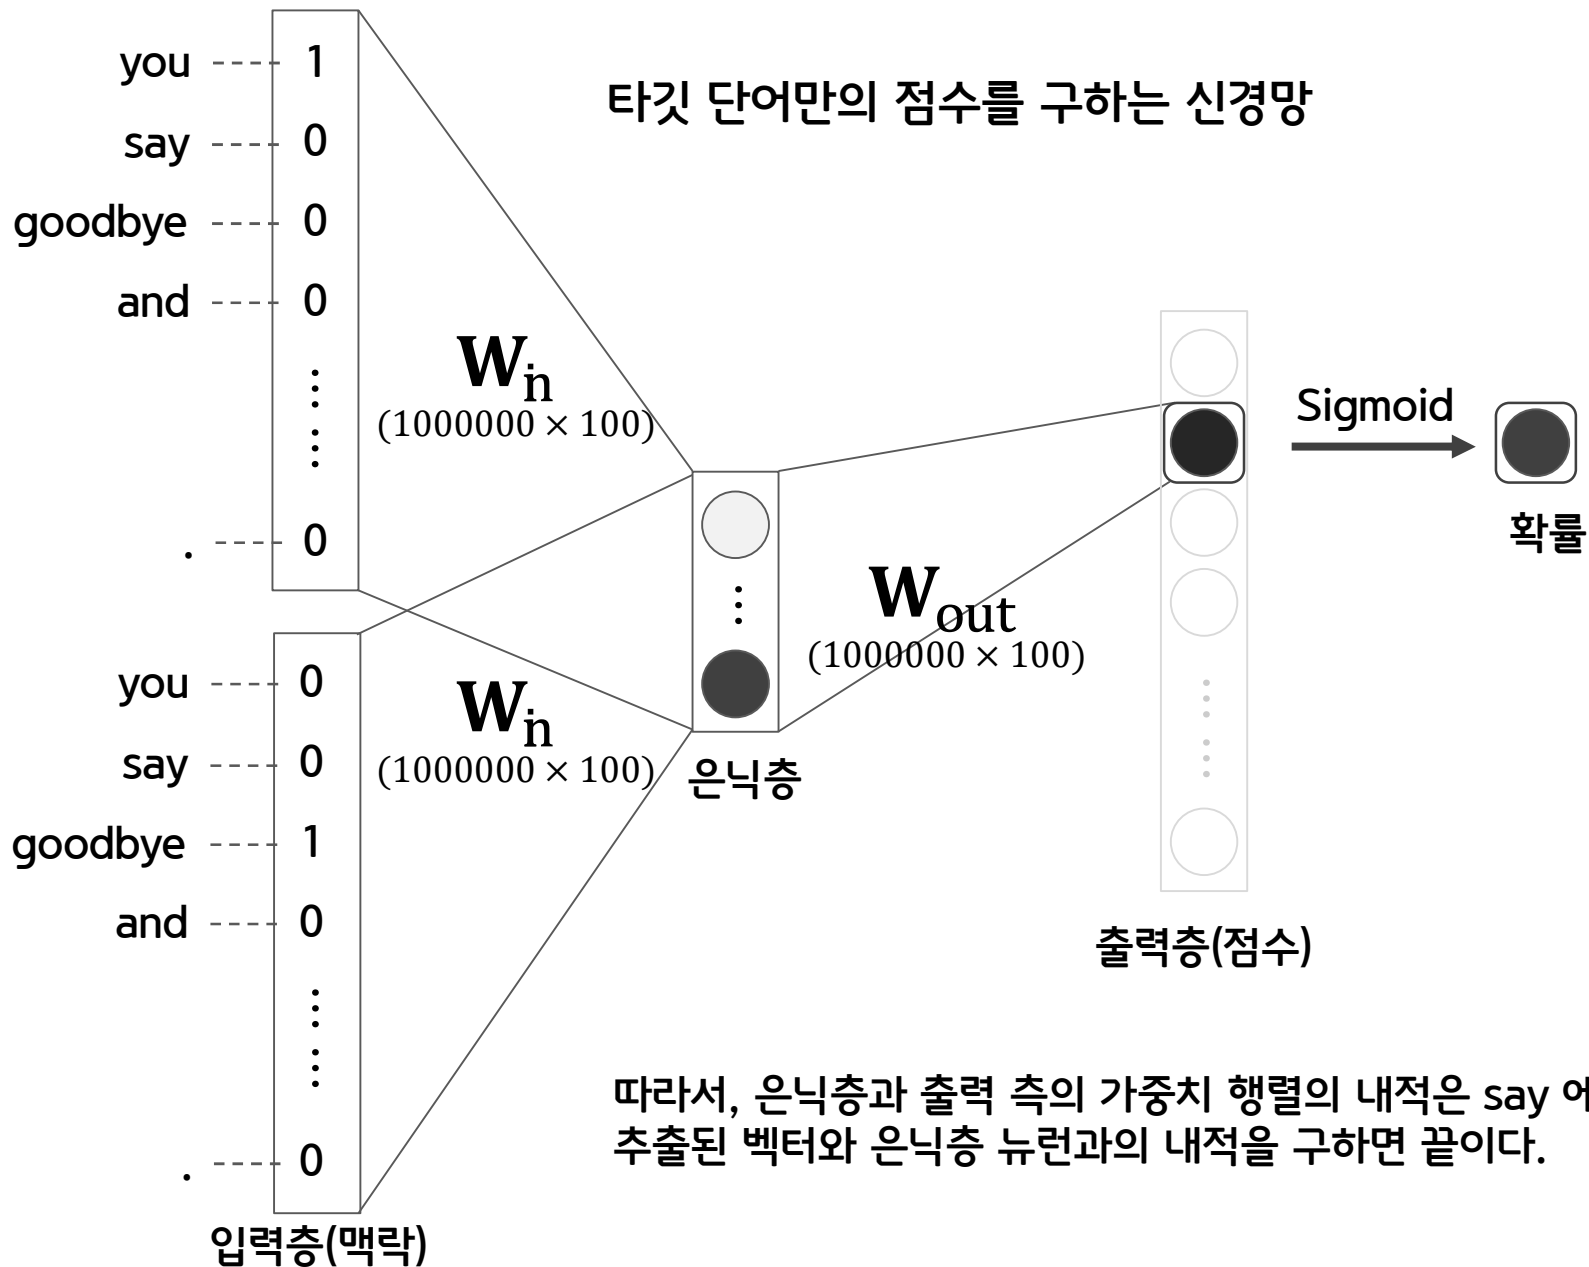 타깃 단어만의 점수를 구하는 신경망
you 1
say 0
goodbye 0
and 0
. 0
W_in
(1000000 × 100)
you 0
say 0
goodbye 1
and 0
. 0
W_in
(1000000 × 100)
입력층(맥락)
은닉층
W_out
(1000000 × 100)
출력층(점수)
Sigmoid
확률
따라서, 은닉층과 출력 측의 가중치 행렬의 내적은 say 에
추출된 벡터와 은닉층 뉴런과의 내적을 구하면 끝이다.